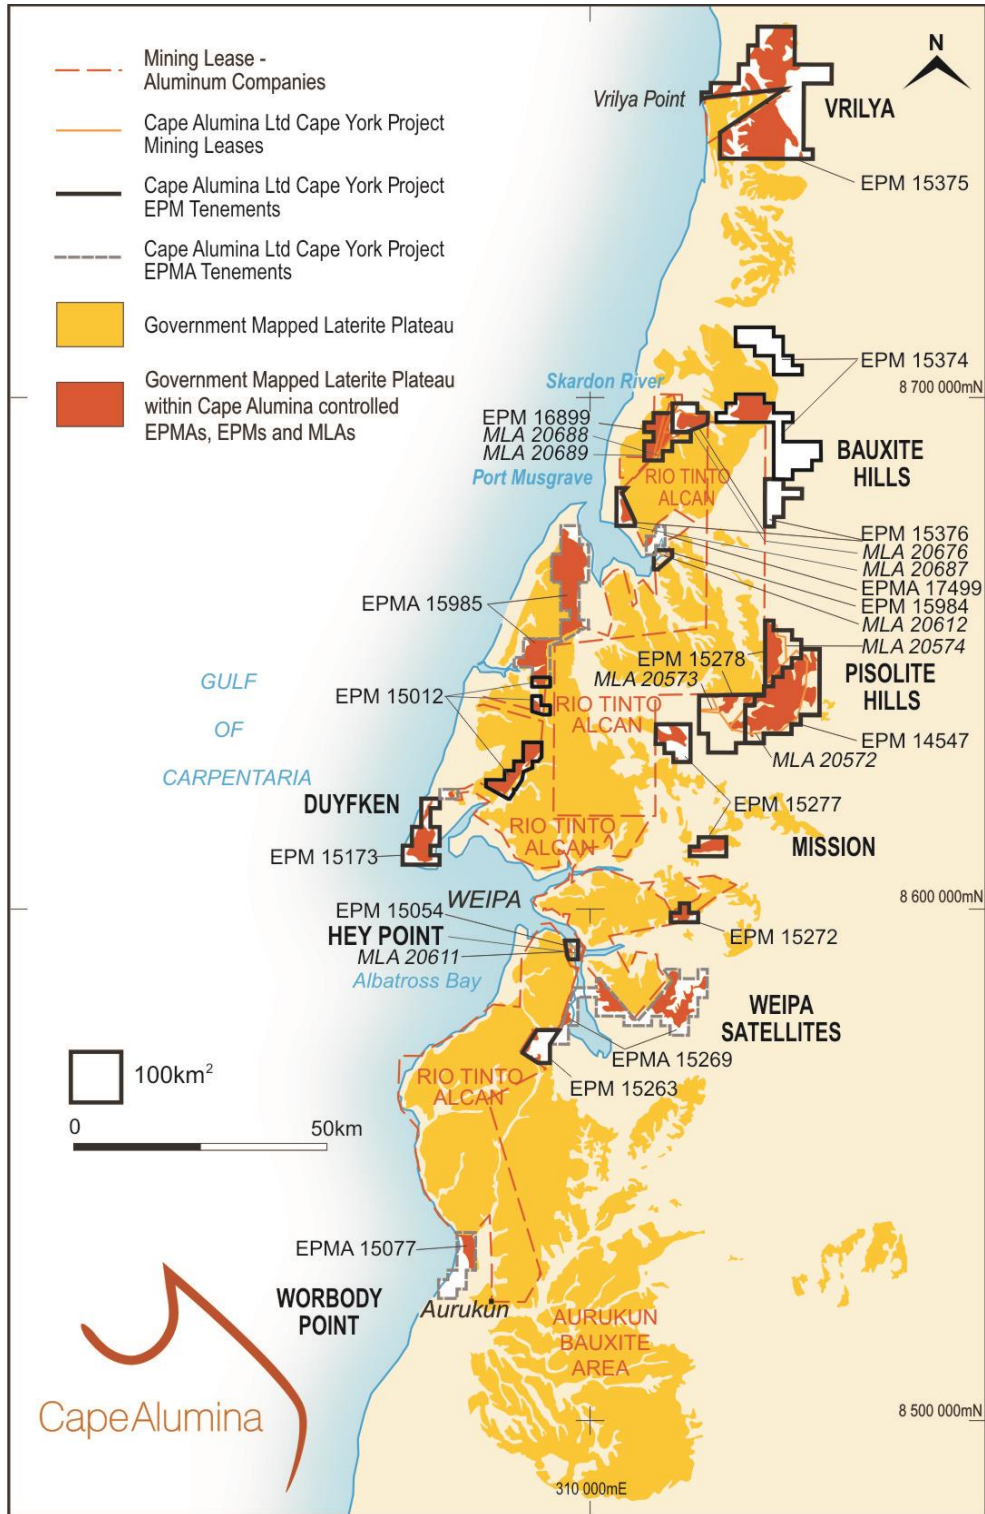 Mining Lease -
Aluminum Companies
Cape Alumina Ltd Cape York Project
Mining Leases
Cape Alumina Ltd Cape York Project
EPM Tenements
Cape Alumina Ltd Cape York Project
EPMA Tenements
Government Mapped Laterite Plateau
Government Mapped Laterite Plateau
within Cape Alumina controlled
EPMAs, EPMs and MLAs
N
Vrilya Point
VRILYA
EPM 15375
EPM 15374
8 700 000mN
Skardon River
EPM 16899
MLA 20688
MLA 20689
Port Musgrave
RIO TINTO
ALCAN
BAUXITE
HILLS
EPM 15376
MLA 20676
MLA 20687
EPMA 17499
EPM 15984
MLA 20612
MLA 20574
EPMA 15985
EPM 15278
MLA 20573
PISOLITE
HILLS
EPM 14547
MLA 20572
GULF
OF
CARPENTARIA
EPM 15012
RIO TINTO
ALCAN
EPM 15277
DUYFKEN
EPM 15173
RIO TINTO
ALCAN
MISSION
WEIPA
8 600 000mN
EPM 15054
HEY POINT
MLA 20611
Albatross Bay
EPM 15272
WEIPA
SATELLITES
EPMA 15269
EPM 15263
RIO TINTO
ALCAN
100km²
0
50km
EPMA 15077
WORBODY
POINT
Aurukun
AURUKUN
BAUXITE
AREA
CapeAlumina
8 500 000mN
310 000mE